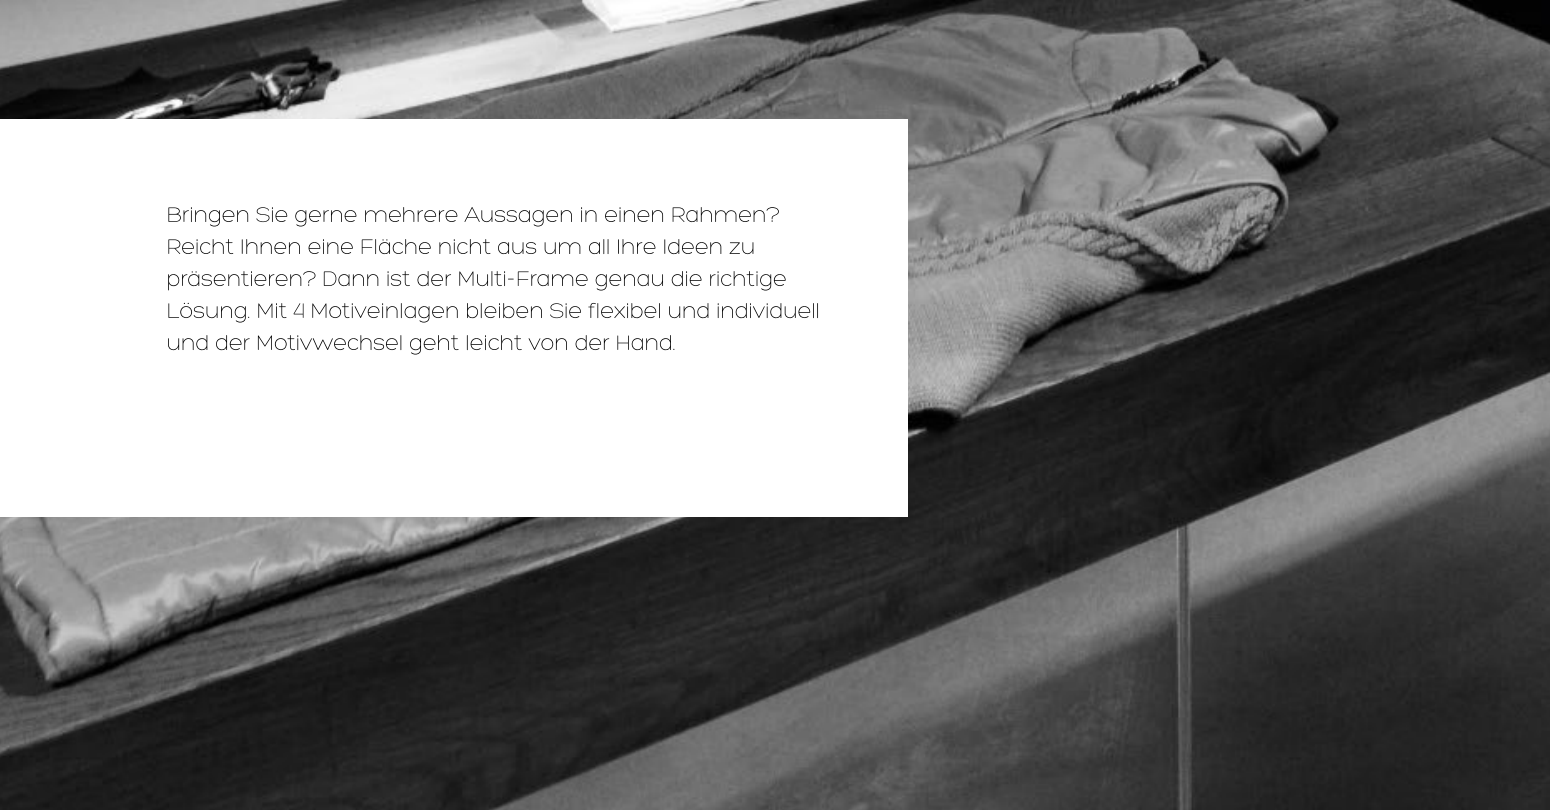 Bringen Sie gerne mehrere Aussagen in einen Rahmen?
Reicht Ihnen eine Fläche nicht aus um all Ihre Ideen zu
präsentieren? Dann ist der Multi-Frame genau die richtige
Lösung. Mit 4 Motiveinlagen bleiben Sie flexibel und individuell
und der Motivwechsel geht leicht von der Hand.